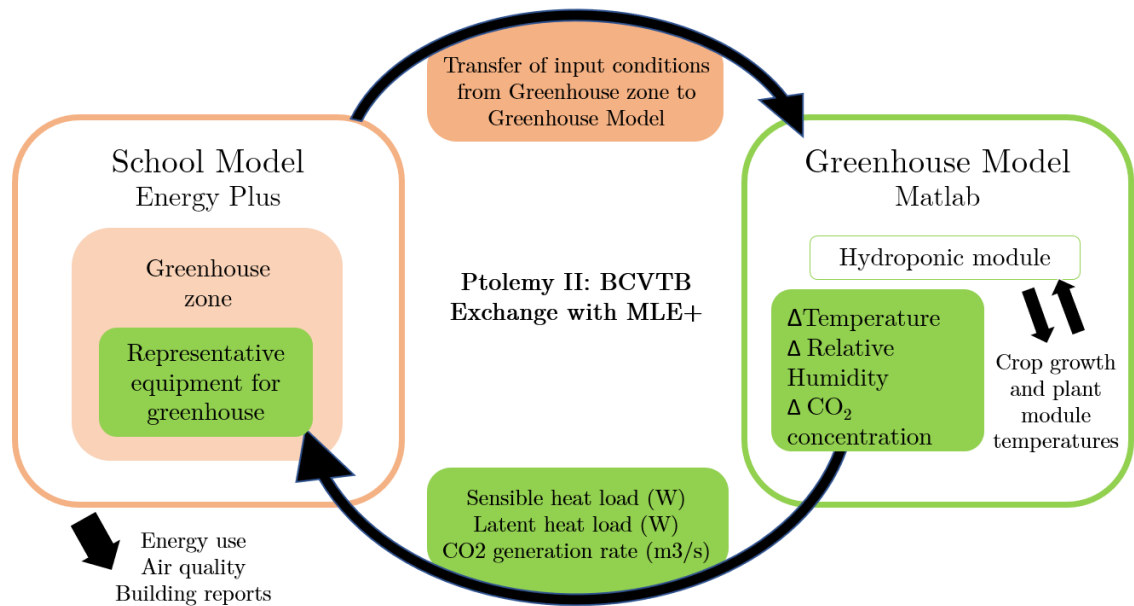 Transfer of input conditions
from Greenhouse zone to
Greenhouse Model
School Model
Energy Plus
Greenhouse
zone
Representative
equipment for
greenhouse
Ptolemy II: BCVTB
Exchange with MLE+
Greenhouse Model
Matlab
Hydroponic module
ΔTemperature
Δ Relative
Humidity
Δ CO₂
concentration
Crop growth
and plant
module
temperatures
Sensible heat load (W)
Latent heat load (W)
CO2 generation rate (m3/s)
Energy use
Air quality
Building reports